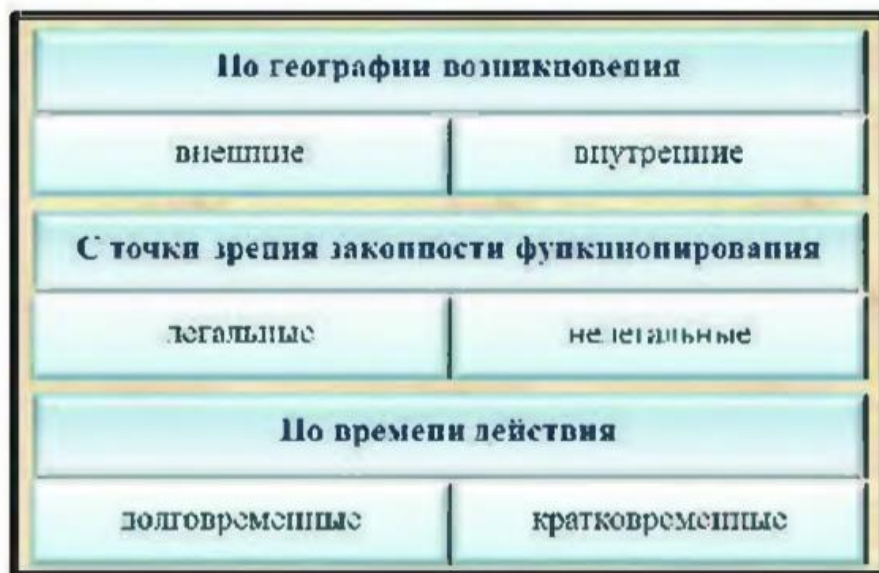 По географии возникновения
внешние внутренние
С точки зрения законности функционирования
легальные нелегальные
По времени действия
долговременные кратковременные